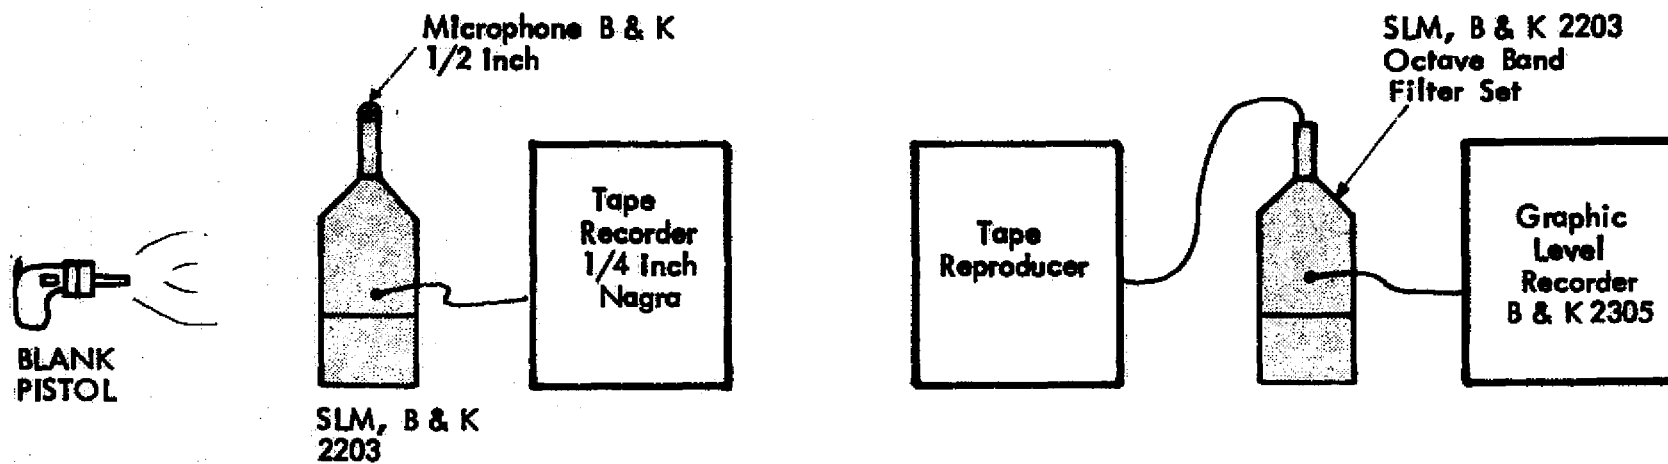 Microphone B & K
1/2 Inch
Tape
Recorder
1/4 Inch
Nagra
BLANK
PISTOL
SLM, B & K
2203
SLM, B & K 2203
Octave Band
Filter Set
Tape
Reproducer
Graphic
Level
Recorder
B & K 2305